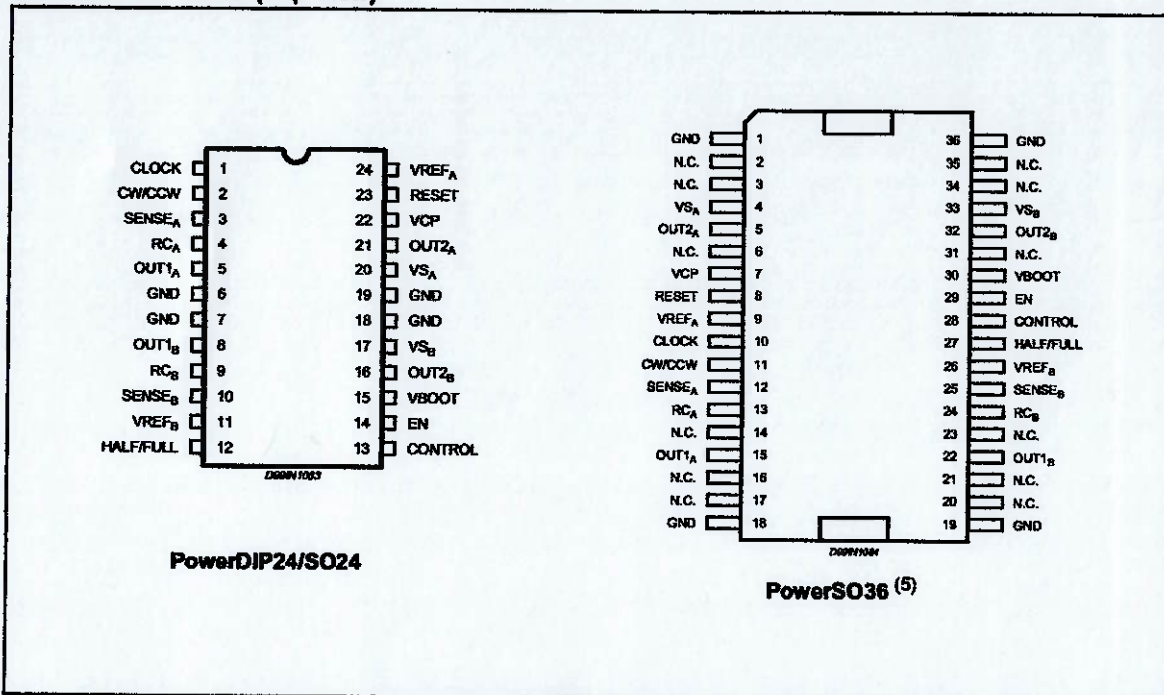 CLOCK 1 24 VREFA
CW/CCW 2 23 RESET
SENSEA 3 22 VCP
RCA 4 21 OUT2A
OUT1A 5 20 VSA
GND 6 19 GND
GND 7 18 GND
OUT1B 8 17 VSB
RCB 9 16 OUT2B
SENSEB 10 15 VBOOT
VREFB 11 14 EN
HALF/FULL 12 13 CONTROL
D99IN1083
PowerDIP24/SO24
GND 1 36 GND
N.C. 2 35 N.C.
N.C. 3 34 N.C.
VSA 4 33 VSB
OUT2A 5 32 OUT2B
N.C. 6 31 N.C.
VCP 7 30 VBOOT
RESET 8 29 EN
VREFA 9 28 CONTROL
CLOCK 10 27 HALF/FULL
CW/CCW 11 26 VREFB
SENSEA 12 25 SENSEB
RCA 13 24 RCB
N.C. 14 23 N.C.
OUT1A 15 22 OUT1B
N.C. 16 21 N.C.
N.C. 17 20 N.C.
GND 18 19 GND
D99IN1084
PowerSO36 (5)